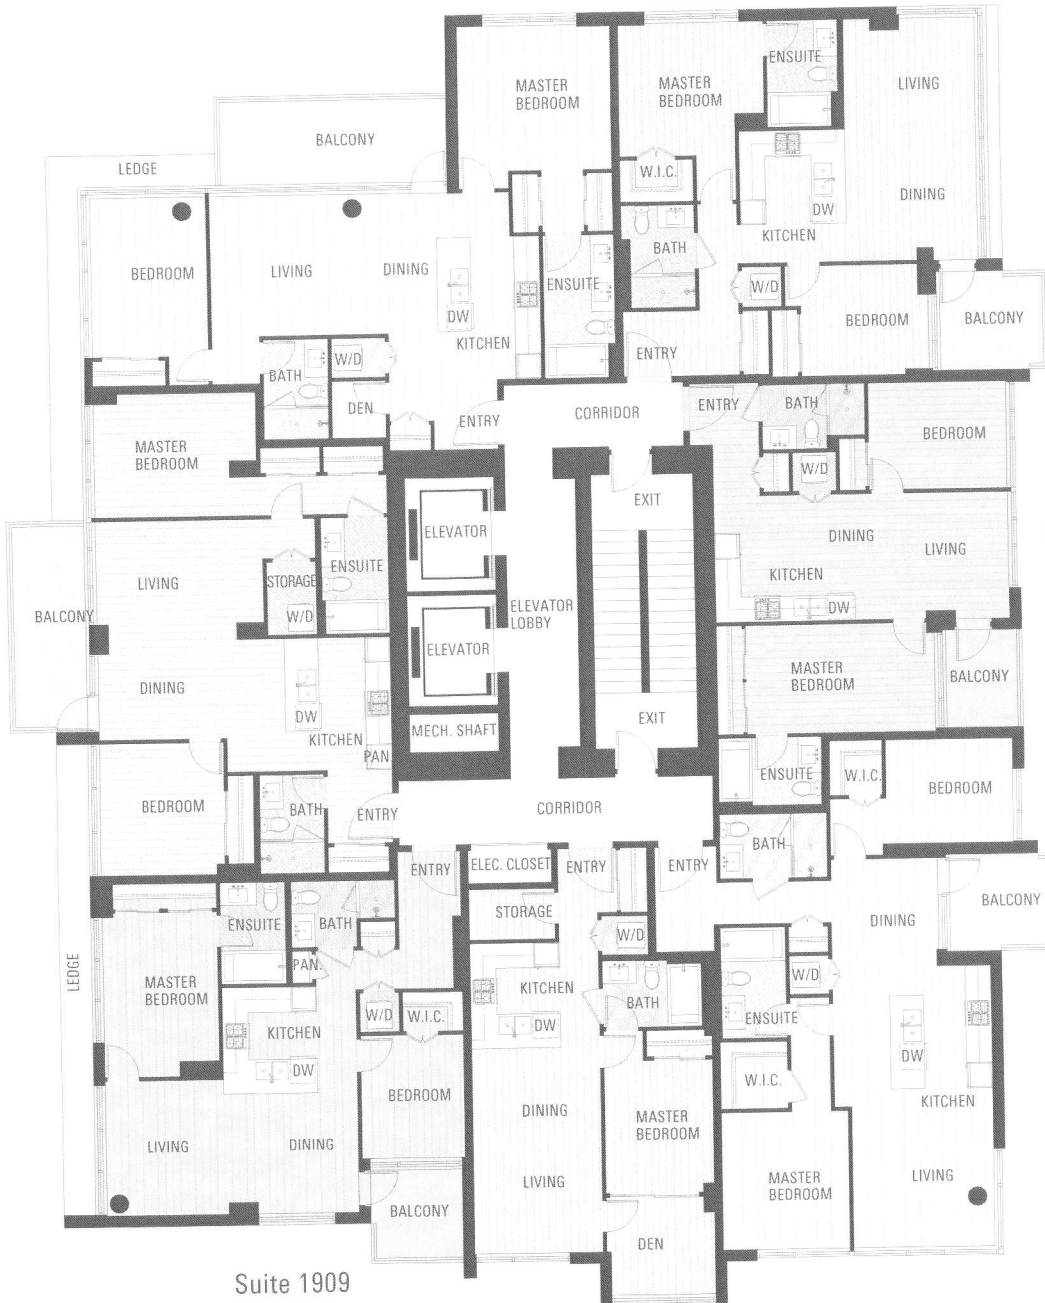 MASTER
BEDROOM
ENSUITE
MASTER
BEDROOM
LIVING
BALCONY
LEDGE
W.I.C.
DINING
DW
KITCHEN
BATH
BEDROOM
LIVING
DINING
ENSUITE
W/D
DW
KITCHEN
BEDROOM
BALCONY
ENTRY
W/D
BATH
DEN
ENTRY
CORRIDOR
ENTRY
BATH
BEDROOM
MASTER
BEDROOM
W/D
EXIT
ELEVATOR
DINING
LIVING
ENSUITE
LIVING
STORAGE
KITCHEN
DW
ELEVATOR
LOBBY
BALCONY
W/D
ELEVATOR
MASTER
BEDROOM
BALCONY
DINING
DW
EXIT
MECH. SHAFT
KITCHEN
PAN.
ENSUITE
W.I.C.
BEDROOM
BEDROOM
BATH
ENTRY
CORRIDOR
BATH
ENTRY
ELEC. CLOSET
ENTRY
ENTRY
BALCONY
STORAGE
DINING
ENSUITE
BATH
W/D
LEDGE
PAN.
MASTER
BEDROOM
W/D
KITCHEN
BATH
ENSUITE
W/D
W.I.C.
KITCHEN
DW
DW
DW
W.I.C.
BEDROOM
KITCHEN
DINING
MASTER
BEDROOM
LIVING
DINING
LIVING
MASTER
BEDROOM
LIVING
BALCONY
DEN
Suite 1909